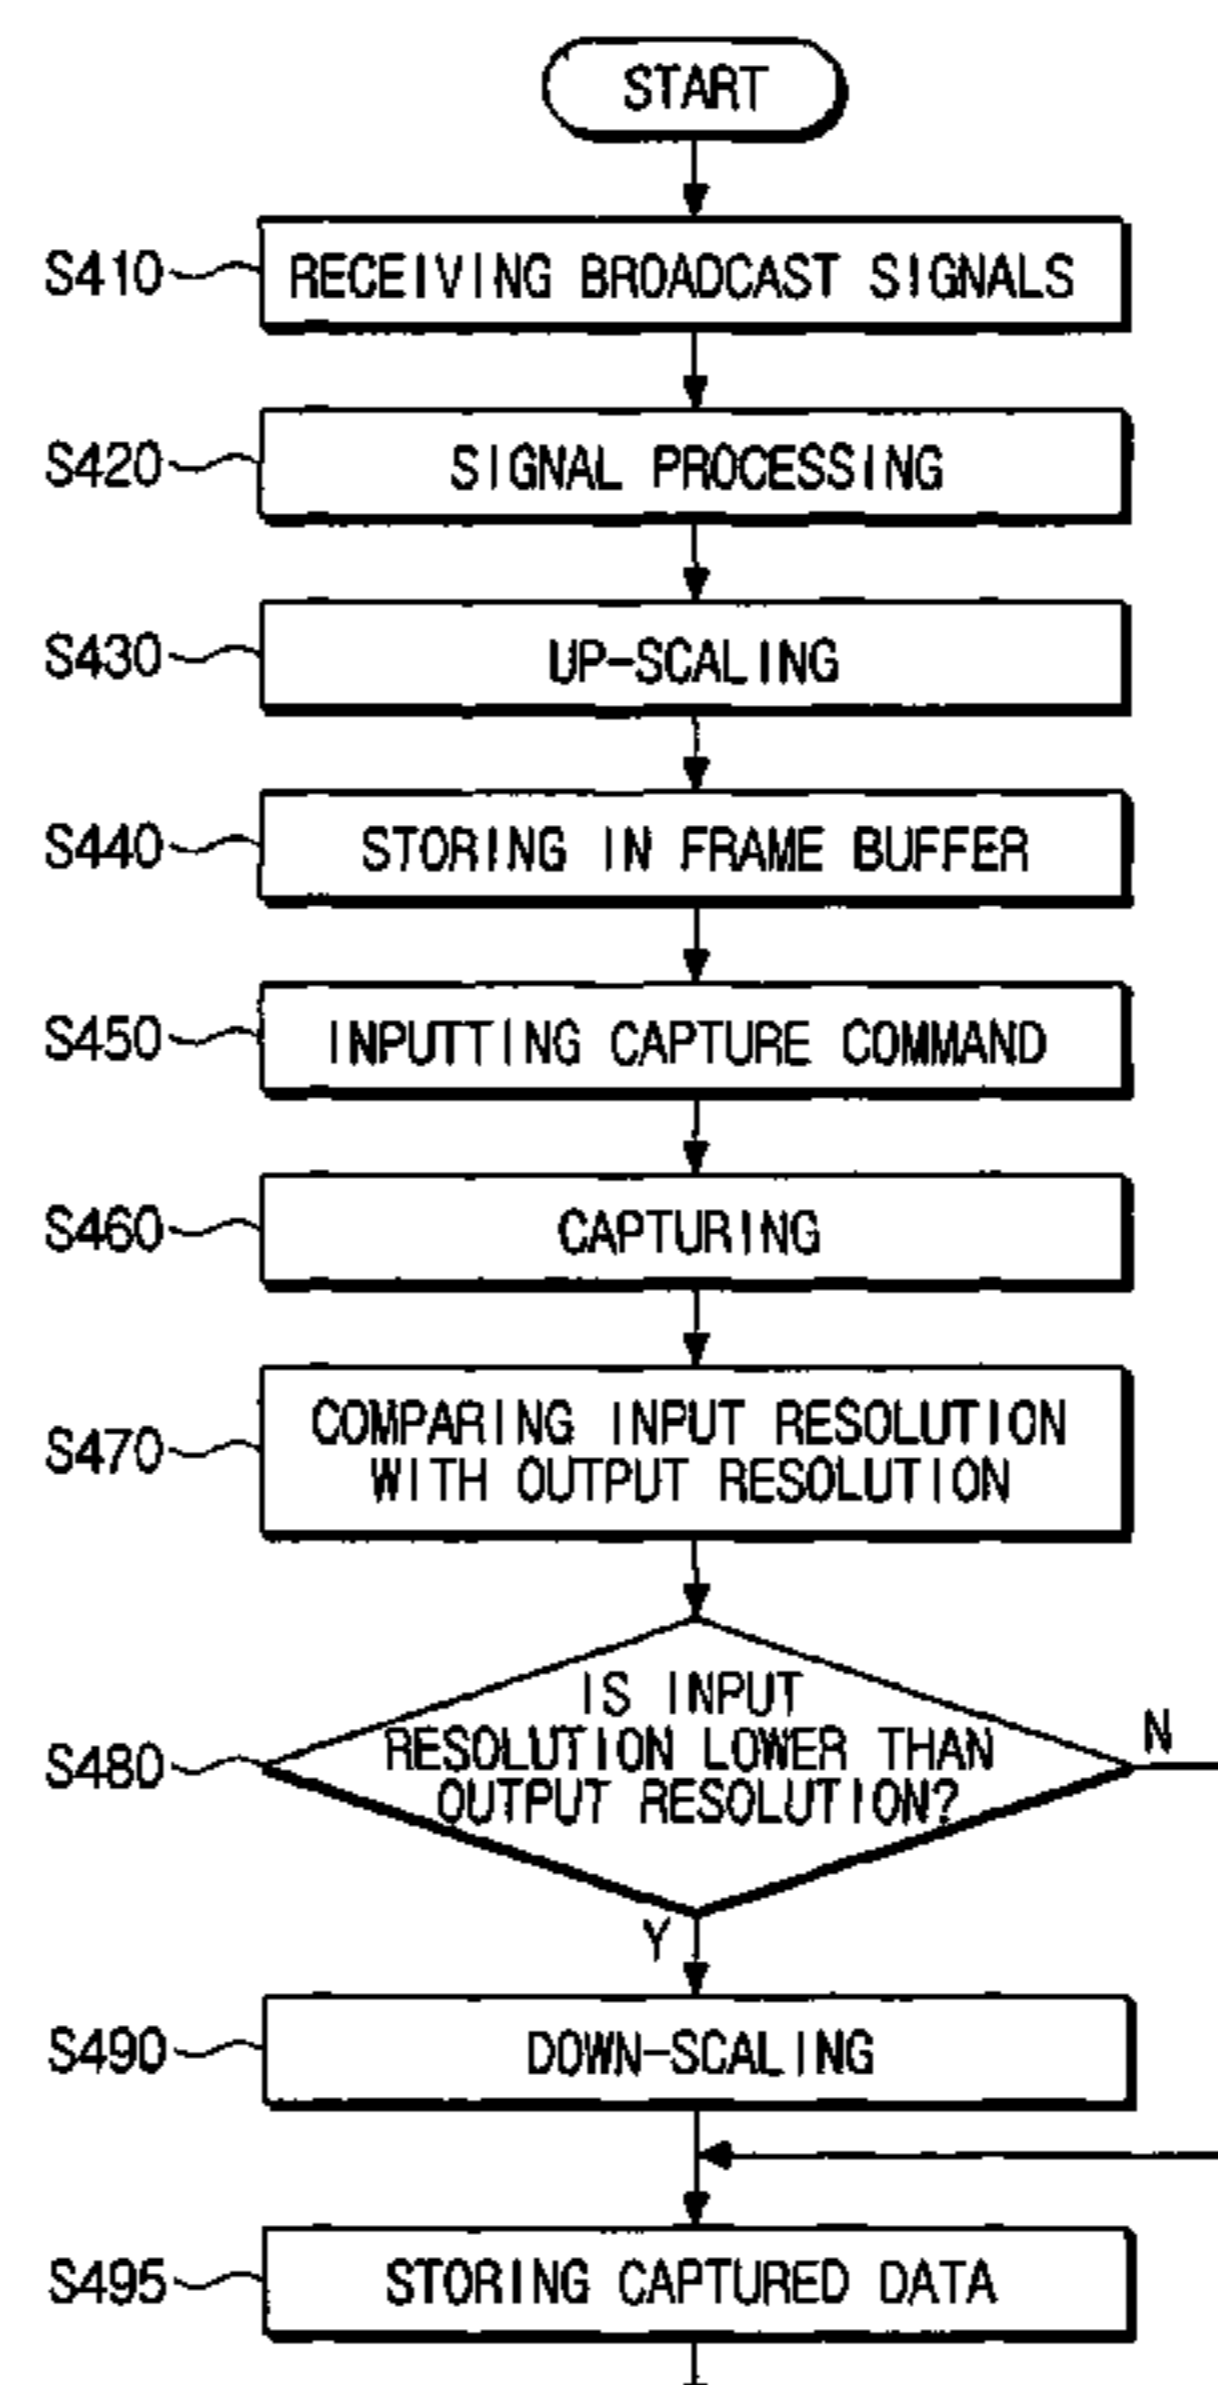 START
S410 RECEIVING BROADCAST SIGNALS
S420 SIGNAL PROCESSING
S430 UP-SCALING
S440 STORING IN FRAME BUFFER
S450 INPUTTING CAPTURE COMMAND
S460 CAPTURING
S470 COMPARING INPUT RESOLUTION
WITH OUTPUT RESOLUTION
S480 IS INPUT
RESOLUTION LOWER THAN
OUTPUT RESOLUTION?
N
Y
S490 DOWN-SCALING
S495 STORING CAPTURED DATA